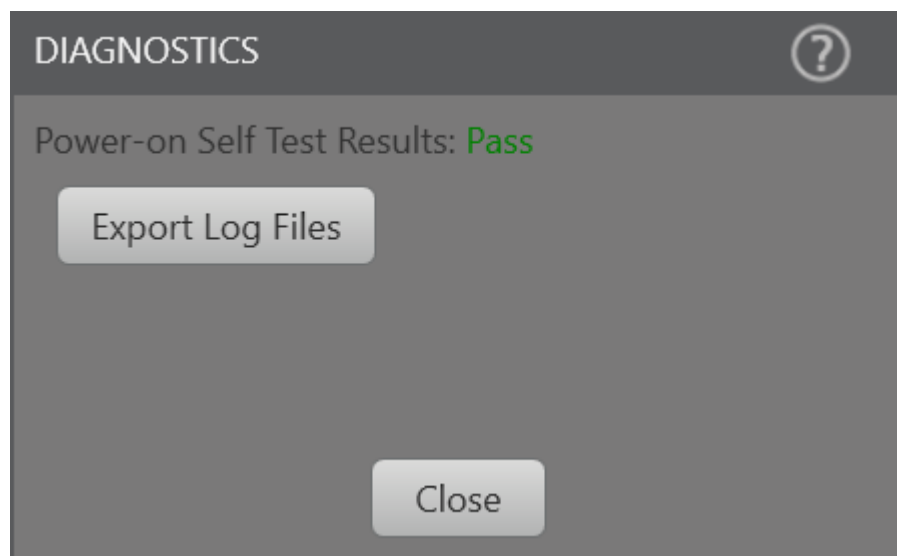 DIAGNOSTICS
?
Power-on Self Test Results: Pass
Export Log Files
Close